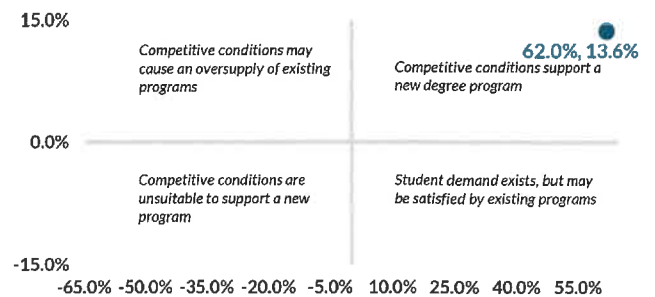 15.0%
62.0%, 13.6%
Competitive conditions may
cause an oversupply of existing
programs
Competitive conditions support a
new degree program
0.0%
Competitive conditions are
unsuitable to support a new
program
Student demand exists, but may
be satisfied by existing programs
-15.0%
-65.0% -50.0% -35.0% -20.0% -5.0% 10.0% 25.0% 40.0% 55.0%